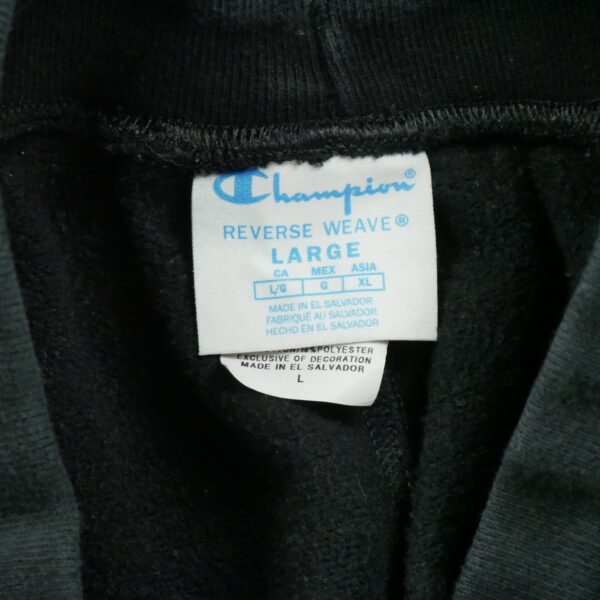 Champion®
REVERSE WEAVE®
LARGE
CA MEX ASIA
L/G G XL
MADE IN EL SALVADOR
FABRIQUÉ AU SALVADOR
HECHO EN EL SALVADOR
POLYESTER
EXCLUSIVE OF DECORATION
MADE IN EL SALVADOR
L